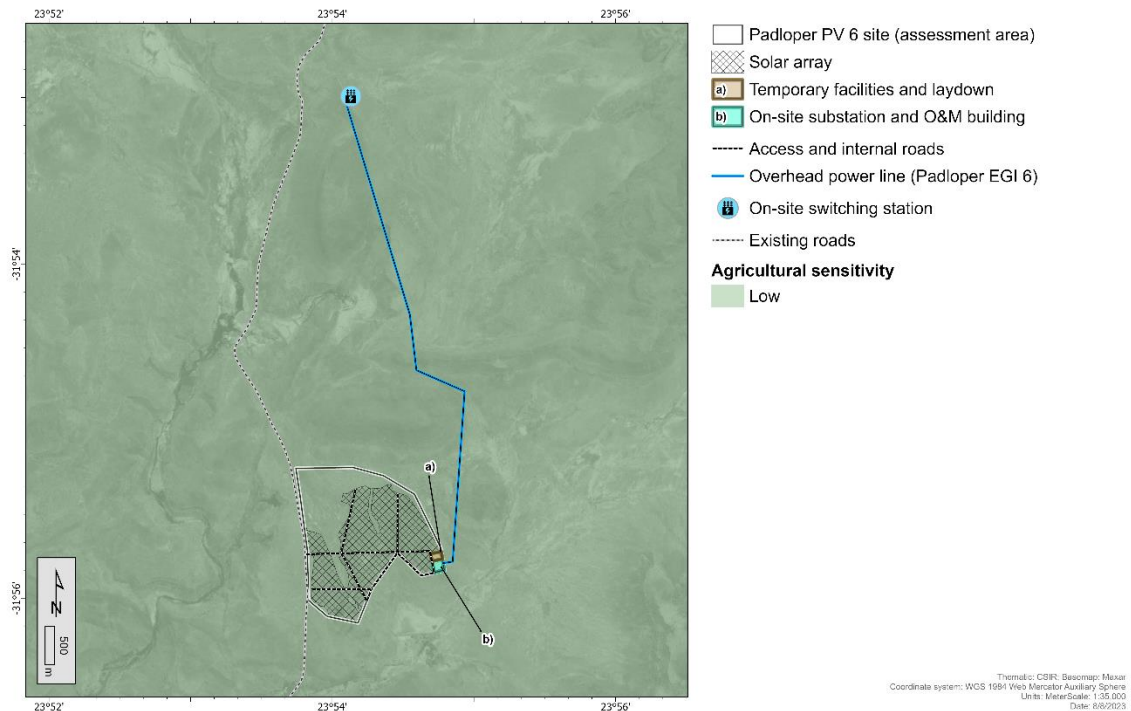 23°52'
23°54'
23°56'
-31°54'
-31°56'
a)
b)
N
500
m
23°52'
23°54'
23°56'
Padloper PV 6 site (assessment area)
Solar array
a) Temporary facilities and laydown
b) On-site substation and O&M building
Access and internal roads
Overhead power line (Padloper EGI 6)
On-site switching station
Existing roads
Agricultural sensitivity
Low
Thematic: CSIR; Basemap: Maxar
Coordinate system: WGS 1984 Web Mercator Auxiliary Sphere
Units: MeterScale: 1:35 000
Date: 8/8/2023